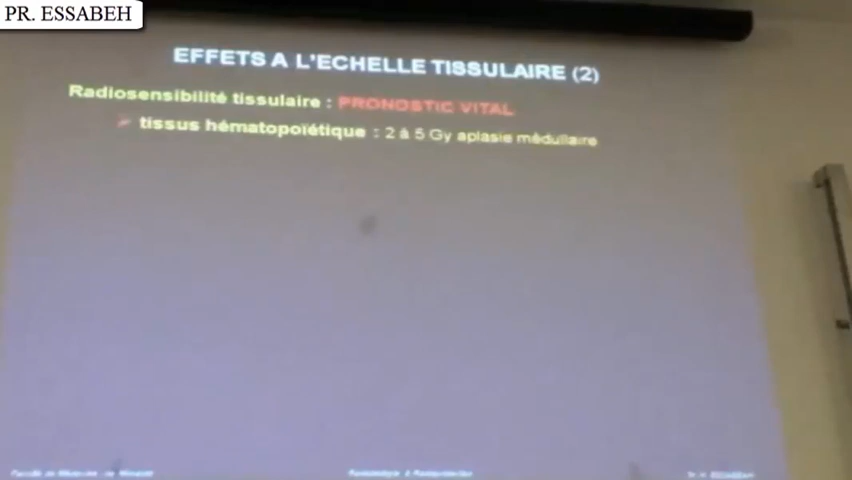 PR. ESSABEH
EFFETS A L'ECHELLE TISSULAIRE (2)
Radiosensibilité tissulaire : PRONOSTIC VITAL
tissus hématopoïétique : 2 à 5 Gy aplasie médullaire